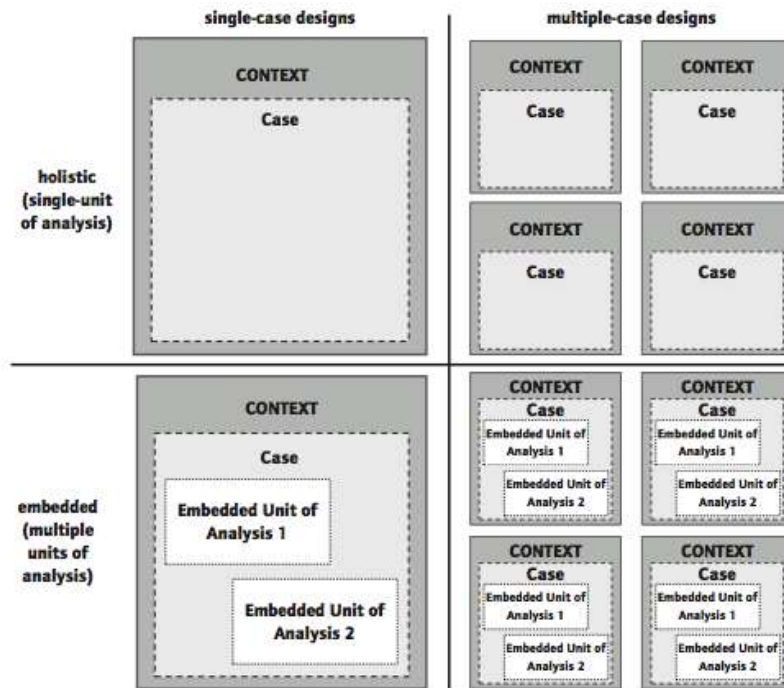 single-case designs
multiple-case designs
CONTEXT
Case
holistic
(single-unit
of analysis)
CONTEXT
Case
CONTEXT
Case
CONTEXT
Case
CONTEXT
Case
embedded
(multiple
units of
analysis)
CONTEXT
Case
Embedded Unit of
Analysis 1
Embedded Unit of
Analysis 2
CONTEXT
Case
Embedded Unit of
Analysis 1
Embedded Unit of
Analysis 2
CONTEXT
Case
Embedded Unit of
Analysis 1
Embedded Unit of
Analysis 2
CONTEXT
Case
Embedded Unit of
Analysis 1
Embedded Unit of
Analysis 2
CONTEXT
Case
Embedded Unit of
Analysis 1
Embedded Unit of
Analysis 2